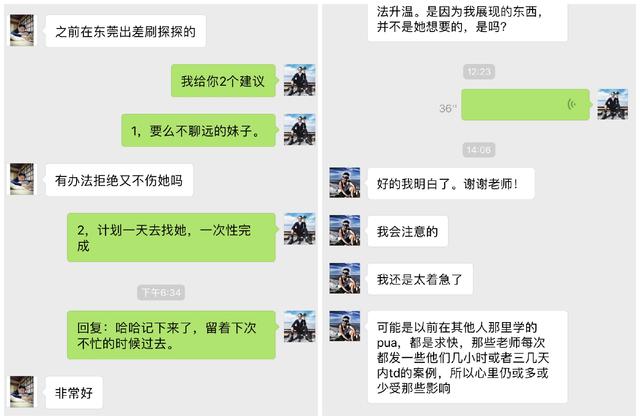 之前在东莞出差刷探探的
我给你2个建议
1，要么不聊远的妹子。
有办法拒绝又不伤她吗
2，计划一天去找她，一次性完
成
下午6:34
回复：哈哈记下来了，留着下次
不忙的时候过去。
非常好
法升温。是因为我展现的东西，
并不是她想要的，是吗？
12:23
36"
14:06
好的我明白了。谢谢老师！
我会注意的
我还是太着急了
可能是以前在其他人那里学的
pua，都是求快，那些老师每次
都发一些他们几小时或者三几天
内td的案例，所以心里仍或多或
少受那些影响